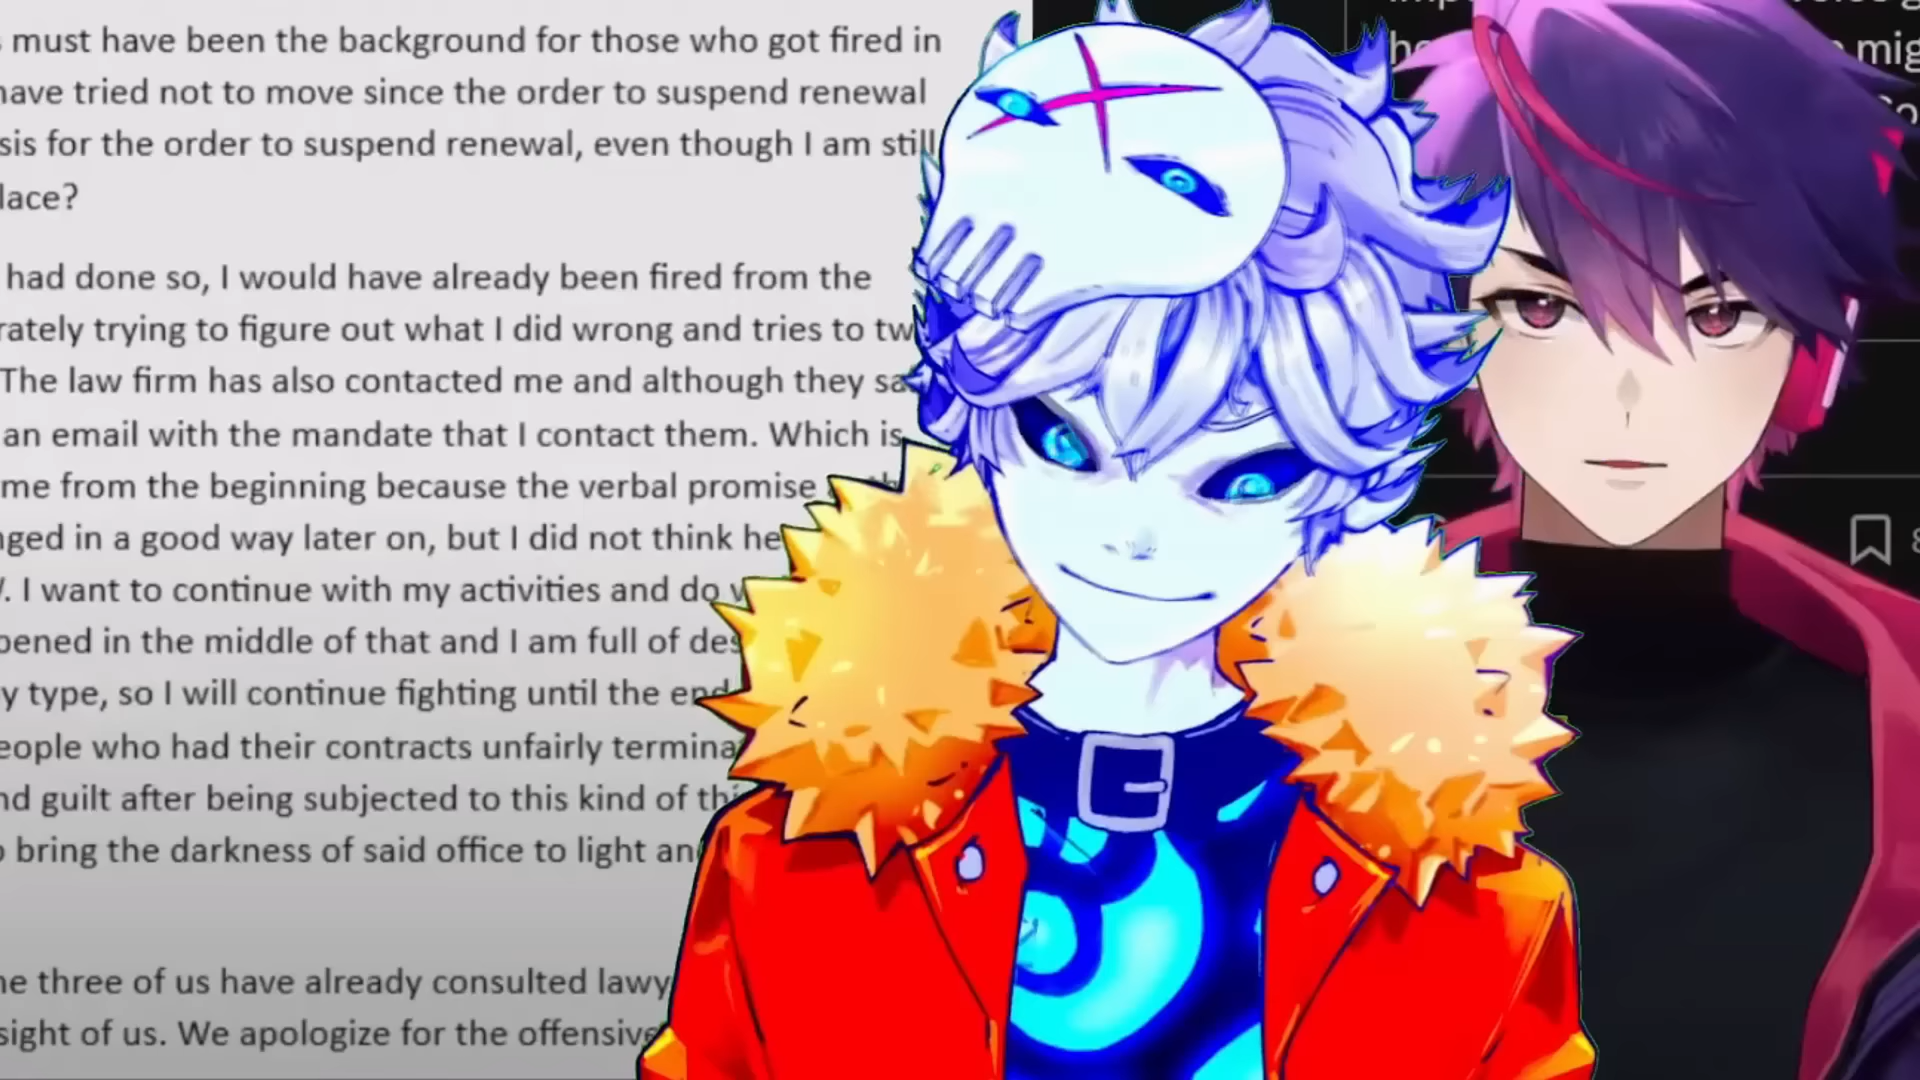 must have been the background for those who got fired in
have tried not to move since the order to suspend renewal
sis for the order to suspend renewal, even though I am still
lace?
had done so, I would have already been fired from the
rately trying to figure out what I did wrong and tries to tw
The law firm has also contacted me and although they sa
an email with the mandate that I contact them. Which is
me from the beginning because the verbal promise
nged in a good way later on, but I did not think he
. I want to continue with my activities and do
pened in the middle of that and I am full of des
y type, so I will continue fighting until the end
eople who had their contracts unfairly termina
nd guilt after being subjected to this kind of thi
o bring the darkness of said office to light an
ne three of us have already consulted lawy
sight of us. We apologize for the offensive
he
mig